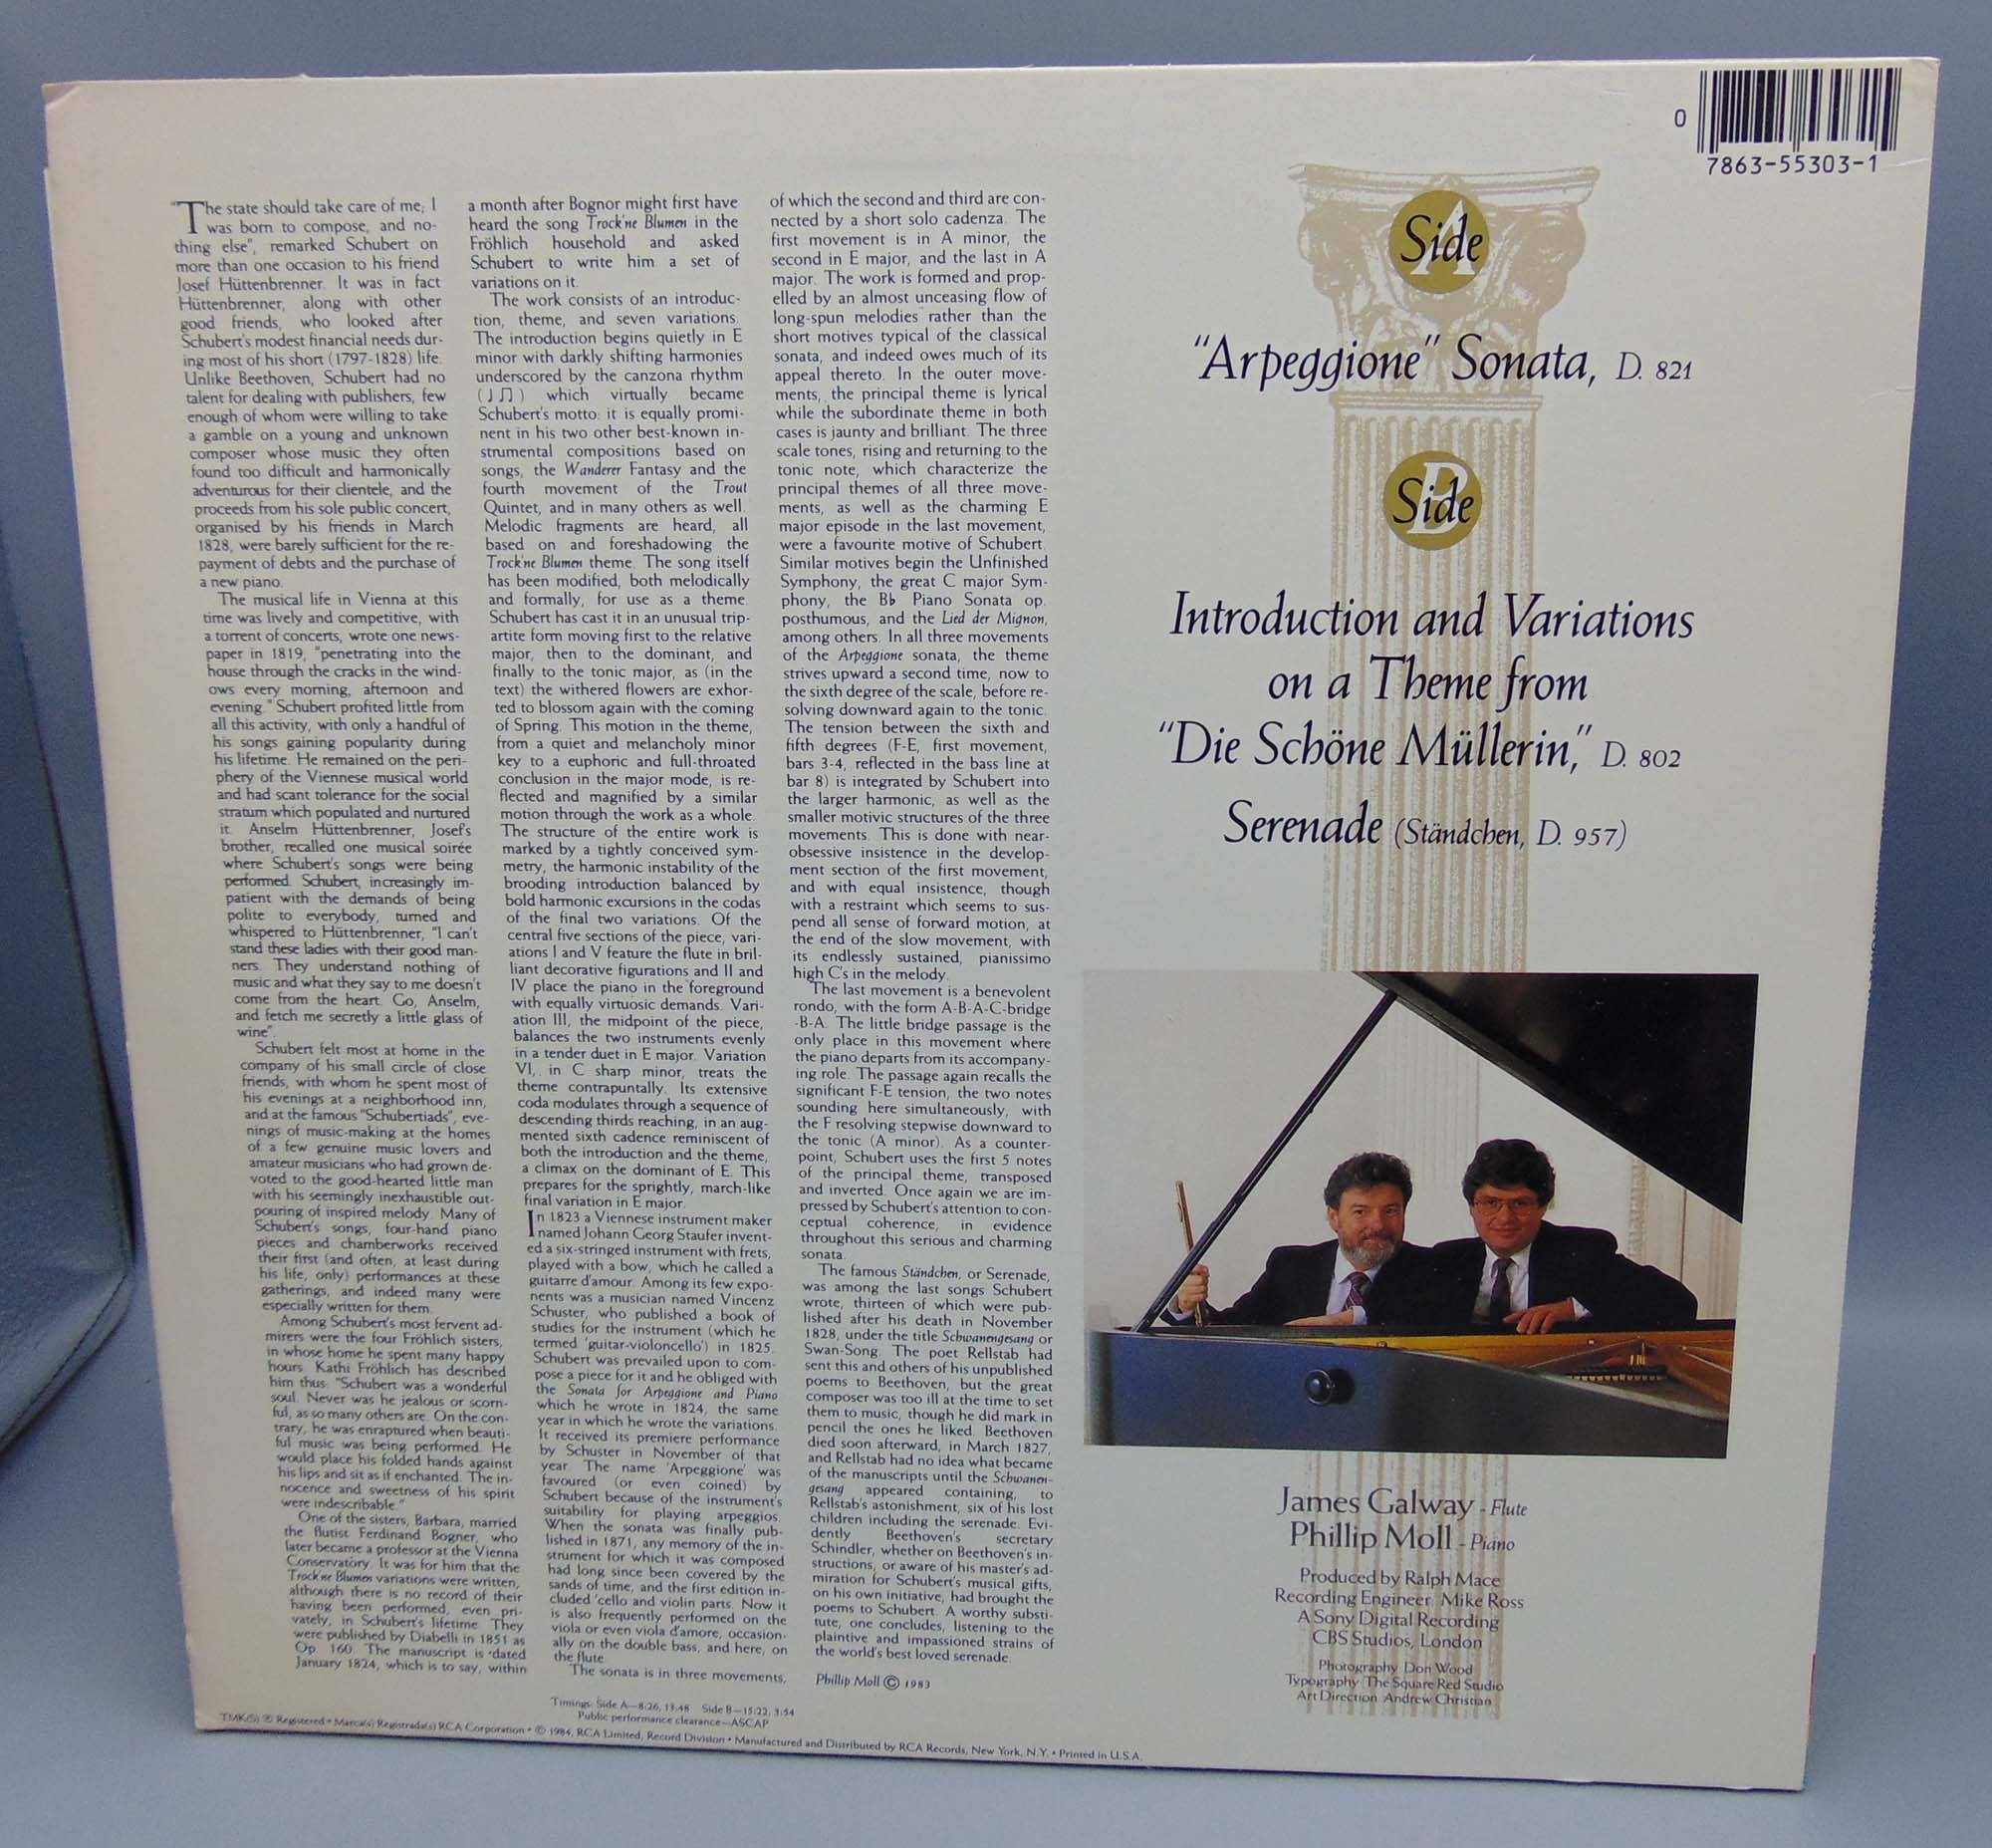 "The state should take care of me; I
was born to compose, and no-
thing else", remarked Schubert on
more than one occasion to his friend
Josef Hüttenbrenner. It was in fact
Hüttenbrenner, along with other
good friends, who looked after
Schubert's modest financial needs dur-
ing most of his short (1797-1828) life.
Unlike Beethoven, Schubert had no
talent for dealing with publishers, few
enough of whom were willing to take
a gamble on a young and unknown
composer whose music they often
found too difficult and harmonically
adventurous for their clientele, and the
proceeds from his sole public concert,
organised by his friends in March
1828, were barely sufficient for the re-
payment of debts and the purchase of
a new piano.
The musical life in Vienna at this
time was lively and competitive, with
a torrent of concerts, wrote one news-
paper in 1819, "penetrating into the
house through the cracks in the wind-
ows every morning, afternoon and
evening." Schubert profited little from
all this activity, with only a handful of
his songs gaining popularity during
his lifetime. He remained on the peri-
phery of the Viennese musical world
and had scant tolerance for the social
stratum which populated and nurtured
it. Anselm Hüttenbrenner, Josef's
brother, recalled one musical soirée
where Schubert's songs were being
performed. Schubert, increasingly im-
patient with the demands of being
polite to everybody, turned and
whispered to Hüttenbrenner, "I can't
stand these ladies with their good man-
ners. They understand nothing of
music and what they say to me doesn't
come from the heart. Go, Anselm,
and fetch me secretly a little glass of
wine".
Schubert felt most at home in the
company of his small circle of close
friends, with whom he spent most of
his evenings at a neighborhood inn,
and at the famous "Schubertiads", eve-
nings of music-making at the homes
of a few genuine music lovers and
amateur musicians who had grown de-
voted to the good-hearted little man
with his seemingly inexhaustible out-
pouring of inspired melody. Many of
Schubert's songs, four-hand piano
pieces and chamberworks received
their first (and often, at least during
his life, only) performances at these
gatherings, and indeed many were
especially written for them.
Among Schubert's most fervent ad-
mirers were the four Fröhlich sisters,
in whose home he spent many happy
hours. Kathi Fröhlich has described
him thus: "Schubert was a wonderful
soul. Never was he jealous or scorn-
ful, as so many others are. On the con-
trary, he was enraptured when beauti-
ful music was being performed. He
would place his folded hands against
his lips and sit as if enchanted. The in-
nocence and sweetness of his spirit
were indescribable."
One of the sisters, Barbara, married
the flutist Ferdinand Bogner, who
later became a professor at the Vienna
Conservatory. It was for him that the
Trock'ne Blumen variations were written,
although there is no record of their
having been performed, even pri-
vately, in Schubert's lifetime. They
were published by Diabelli in 1851 as
Op. 160. The manuscript is dated
January 1824, which is to say, within
a month after Bognor might first have
heard the song Trock'ne Blumen in the
Fröhlich household and asked
Schubert to write him a set of
variations on it.
The work consists of an introduc-
tion, theme, and seven variations.
The introduction begins quietly in E
minor with darkly shifting harmonies
underscored by the canzona rhythm
(♩♫) which virtually became
Schubert's motto: it is equally promi-
nent in his two other best-known in-
strumental compositions based on
songs, the Wanderer Fantasy and the
fourth movement of the Trout
Quintet, and in many others as well.
Melodic fragments are heard, all
based on and foreshadowing the
Trock'ne Blumen theme. The song itself
has been modified, both melodically
and formally, for use as a theme.
Schubert has cast it in an unusual trip-
artite form moving first to the relative
major, then to the dominant, and
finally to the tonic major, as (in the
text) the withered flowers are exhor-
ted to blossom again with the coming
of Spring. This motion in the theme,
from a quiet and melancholy minor
key to a euphoric and full-throated
conclusion in the major mode, is re-
flected and magnified by a similar
motion through the work as a whole.
The structure of the entire work is
marked by a tightly conceived sym-
metry, the harmonic instability of the
brooding introduction balanced by
bold harmonic excursions in the codas
of the final two variations. Of the
central five sections of the piece, vari-
ations I and V feature the flute in bril-
liant decorative figurations and II and
IV place the piano in the foreground
with equally virtuosic demands. Vari-
ation III, the midpoint of the piece,
balances the two instruments evenly
in a tender duet in E major. Variation
VI, in C sharp minor, treats the
theme contrapuntally. Its extensive
coda modulates through a sequence of
descending thirds reaching, in an aug-
mented sixth cadence reminiscent of
both the introduction and the theme,
a climax on the dominant of E. This
prepares for the sprightly, march-like
final variation in E major.
In 1823 a Viennese instrument maker
named Johann Georg Staufer invent-
ed a six-stringed instrument with frets,
played with a bow, which he called a
guitarre d'amour. Among its few expo-
nents was a musician named Vincenz
Schuster, who published a book of
studies for the instrument (which he
termed 'guitar-violoncello') in 1825.
Schubert was prevailed upon to com-
pose a piece for it and he obliged with
the Sonata for Arpeggione and Piano
which he wrote in 1824, the same
year in which he wrote the variations.
It received its premiere performance
by Schuster in November of that
year. The name 'Arpeggione' was
favoured (or even coined) by
Schubert because of the instrument's
suitability for playing arpeggios.
When the sonata was finally pub-
lished in 1871, any memory of the in-
strument for which it was composed
had long since been covered by the
sands of time, and the first edition in-
cluded 'cello and violin parts. Now it
is also frequently performed on the
viola or even viola d'amore, occasion-
ally on the double bass, and here, on
the flute.
The sonata is in three movements,
of which the second and third are con-
nected by a short solo cadenza. The
first movement is in A minor, the
second in E major, and the last in A
major. The work is formed and prop-
elled by an almost unceasing flow of
long-spun melodies rather than the
short motives typical of the classical
sonata, and indeed owes much of its
appeal thereto. In the outer move-
ments, the principal theme is lyrical
while the subordinate theme in both
cases is jaunty and brilliant. The three
scale tones, rising and returning to the
tonic note, which characterize the
principal themes of all three move-
ments, as well as the charming E
major episode in the last movement,
were a favourite motive of Schubert.
Similar motives begin the Unfinished
Symphony, the great C major Sym-
phony, the B♭ Piano Sonata op.
posthumous, and the Lied der Mignon,
among others. In all three movements
of the Arpeggione sonata, the theme
strives upward a second time, now to
the sixth degree of the scale, before re-
solving downward again to the tonic.
The tension between the sixth and
fifth degrees (F-E, first movement,
bars 3-4, reflected in the bass line at
bar 8) is integrated by Schubert into
the larger harmonic, as well as the
smaller motivic structures of the three
movements. This is done with near-
obsessive insistence in the develop-
ment section of the first movement,
and with equal insistence, though
with a restraint which seems to sus-
pend all sense of forward motion, at
the end of the slow movement, with
its endlessly sustained, pianissimo
high C's in the melody.
The last movement is a benevolent
rondo, with the form A-B-A-C-bridge
-B-A. The little bridge passage is the
only place in this movement where
the piano departs from its accompany-
ing role. The passage again recalls the
significant F-E tension, the two notes
sounding here simultaneously, with
the F resolving stepwise downward to
the tonic (A minor). As a counter-
point, Schubert uses the first 5 notes
of the principal theme, transposed
and inverted. Once again we are im-
pressed by Schubert's attention to con-
ceptual coherence, in evidence
throughout this serious and charming
sonata.
The famous Ständchen, or Serenade,
was among the last songs Schubert
wrote, thirteen of which were pub-
lished after his death in November
1828, under the title Schwanengesang or
Swan-Song. The poet Rellstab had
sent this and others of his unpublished
poems to Beethoven, but the great
composer was too ill at the time to set
them to music, though he did mark in
pencil the ones he liked. Beethoven
died soon afterward, in March 1827,
and Rellstab had no idea what became
of the manuscripts until the Schwanen-
gesang appeared containing, to
Rellstab's astonishment, six of his lost
children including the serenade. Evi-
dently Beethoven's secretary
Schindler, whether on Beethoven's in-
structions, or aware of his master's ad-
miration for Schubert's musical gifts,
on his own initiative, had brought the
poems to Schubert. A worthy substi-
tute, one concludes, listening to the
plaintive and impassioned strains of
the world's best loved serenade.
Phillip Moll © 1983
Timings: Side A—8:26, 13:48 Side B—15:22, 3:54
Public performance clearance—ASCAP
TMK(S) ® Registered • Marca(s) Registrada(s) RCA Corporation • © 1984, RCA Limited, Record Division • Manufactured and Distributed by RCA Records, New York, N.Y. • Printed in U.S.A.
0
7863-55303-1
Side A
"Arpeggione" Sonata, D. 821
Side B
Introduction and Variations
on a Theme from
"Die Schöne Müllerin," D. 802
Serenade (Ständchen, D. 957)
James Galway - Flute
Phillip Moll - Piano
Produced by Ralph Mace
Recording Engineer Mike Ross
A Sony Digital Recording
CBS Studios, London
Photography Don Wood
Typography The Square Red Studio
Art Direction Andrew Christian